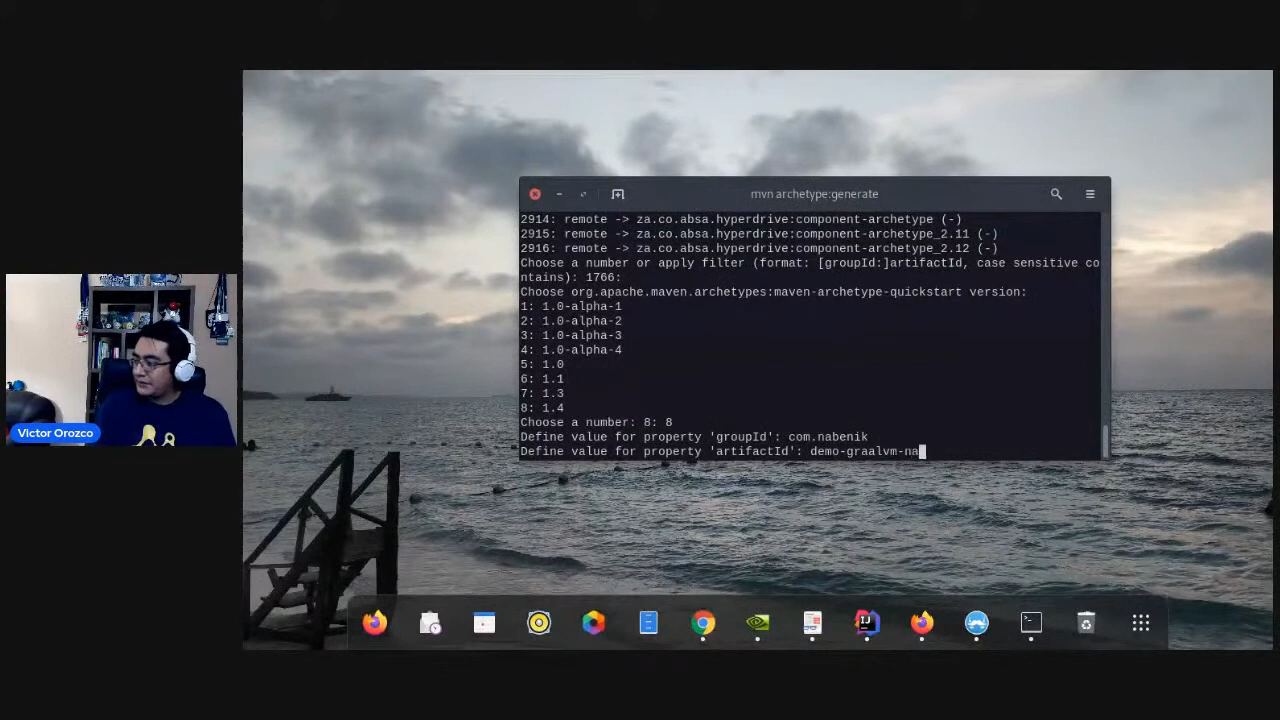 mvn archetype:generate
2914: remote -> za.co.absa.hyperdrive:component-archetype (-)
2915: remote -> za.co.absa.hyperdrive:component-archetype_2.11 (-)
2916: remote -> za.co.absa.hyperdrive:component-archetype_2.12 (-)
Choose a number or apply filter (format: [groupId:]artifactId, case sensitive co
ntains): 1766:
Choose org.apache.maven.archetypes:maven-archetype-quickstart version:
1: 1.0-alpha-1
2: 1.0-alpha-2
3: 1.0-alpha-3
4: 1.0-alpha-4
5: 1.0
6: 1.1
7: 1.3
8: 1.4
Choose a number: 8: 8
Define value for property 'groupId': com.nabenik
Define value for property 'artifactId': demo-graalvm-na
Victor Orozco
IJ